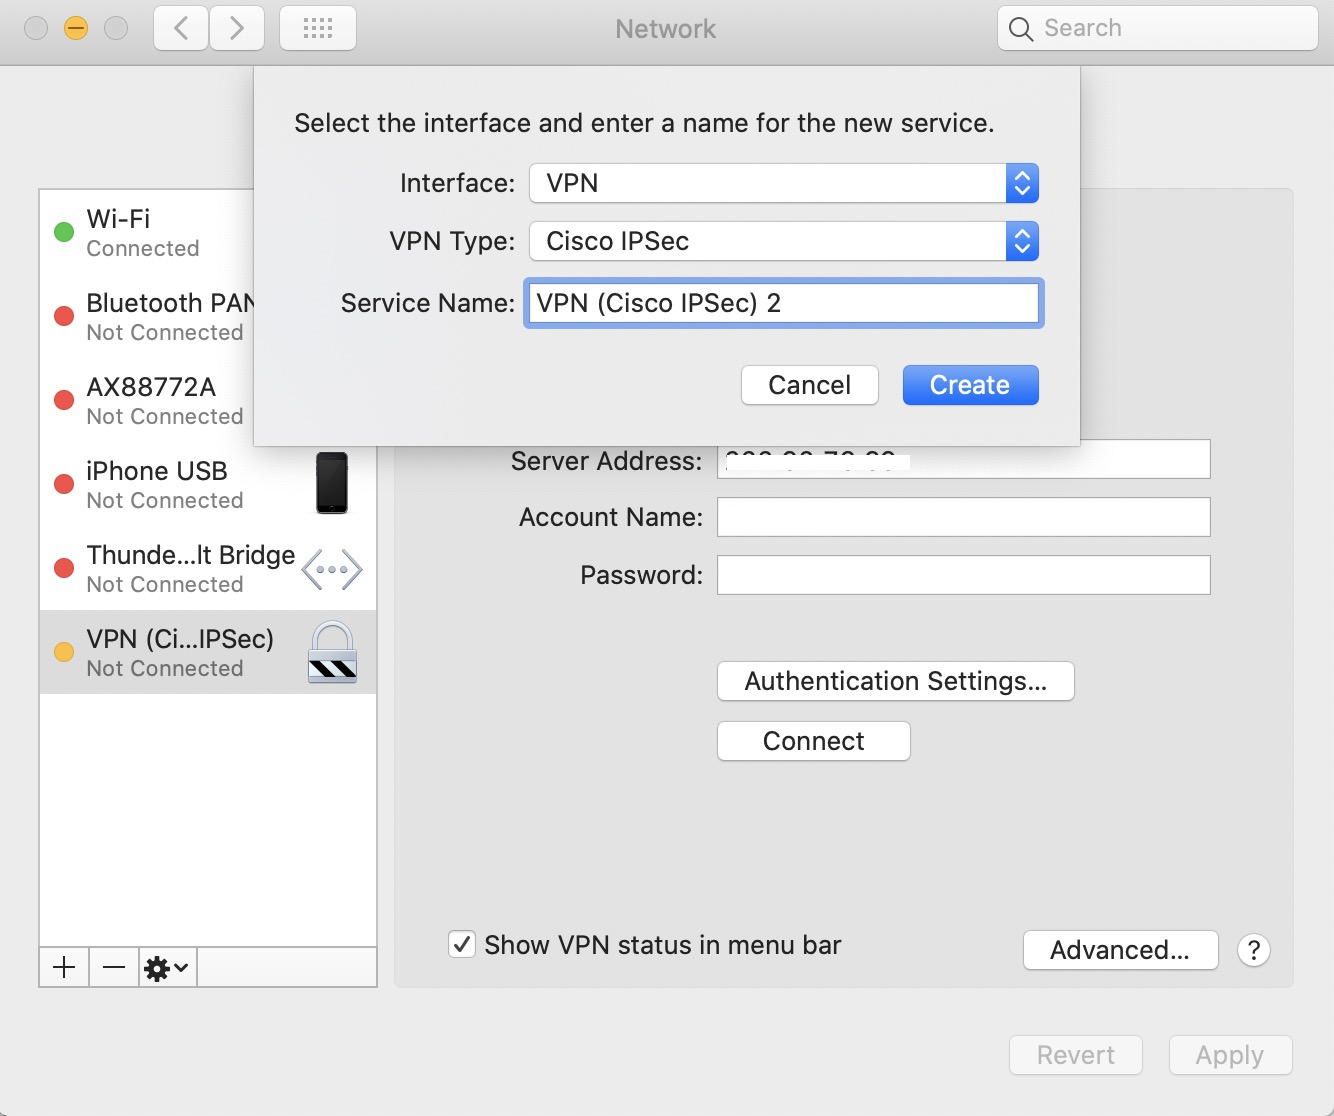 Network
Search
Select the interface and enter a name for the new service.
Interface: VPN
VPN Type: Cisco IPSec
Service Name: VPN (Cisco IPSec) 2
Cancel
Create
Wi-Fi
Connected
Bluetooth PAN
Not Connected
AX88772A
Not Connected
iPhone USB
Not Connected
Thunde...lt Bridge
Not Connected
VPN (Ci...IPSec)
Not Connected
Server Address:
Account Name:
Password:
Authentication Settings...
Connect
Show VPN status in menu bar
Advanced...
?
Revert
Apply